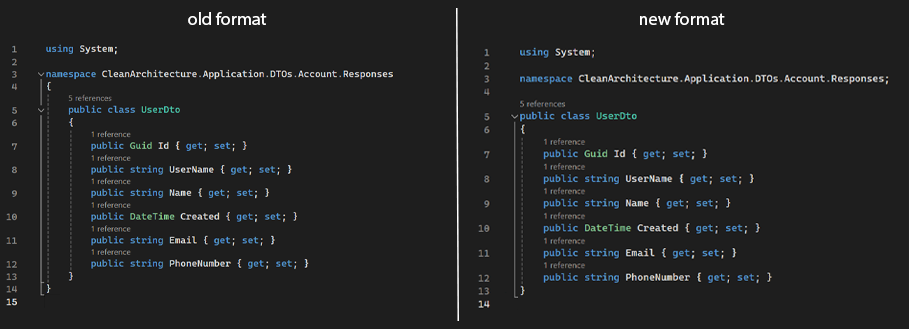 old format
1 using System;
2
3 namespace CleanArchitecture.Application.DTOs.Account.Responses
4 {
5 references
5 public class UserDto
6 {
1 reference
7 public Guid Id { get; set; }
1 reference
8 public string UserName { get; set; }
1 reference
9 public string Name { get; set; }
1 reference
10 public DateTime Created { get; set; }
1 reference
11 public string Email { get; set; }
1 reference
12 public string PhoneNumber { get; set; }
13 }
14 }
15
new format
1 using System;
2
3 namespace CleanArchitecture.Application.DTOs.Account.Responses;
4
5 references
5 public class UserDto
6 {
1 reference
7 public Guid Id { get; set; }
1 reference
8 public string UserName { get; set; }
1 reference
9 public string Name { get; set; }
1 reference
10 public DateTime Created { get; set; }
1 reference
11 public string Email { get; set; }
1 reference
12 public string PhoneNumber { get; set; }
13 }
14